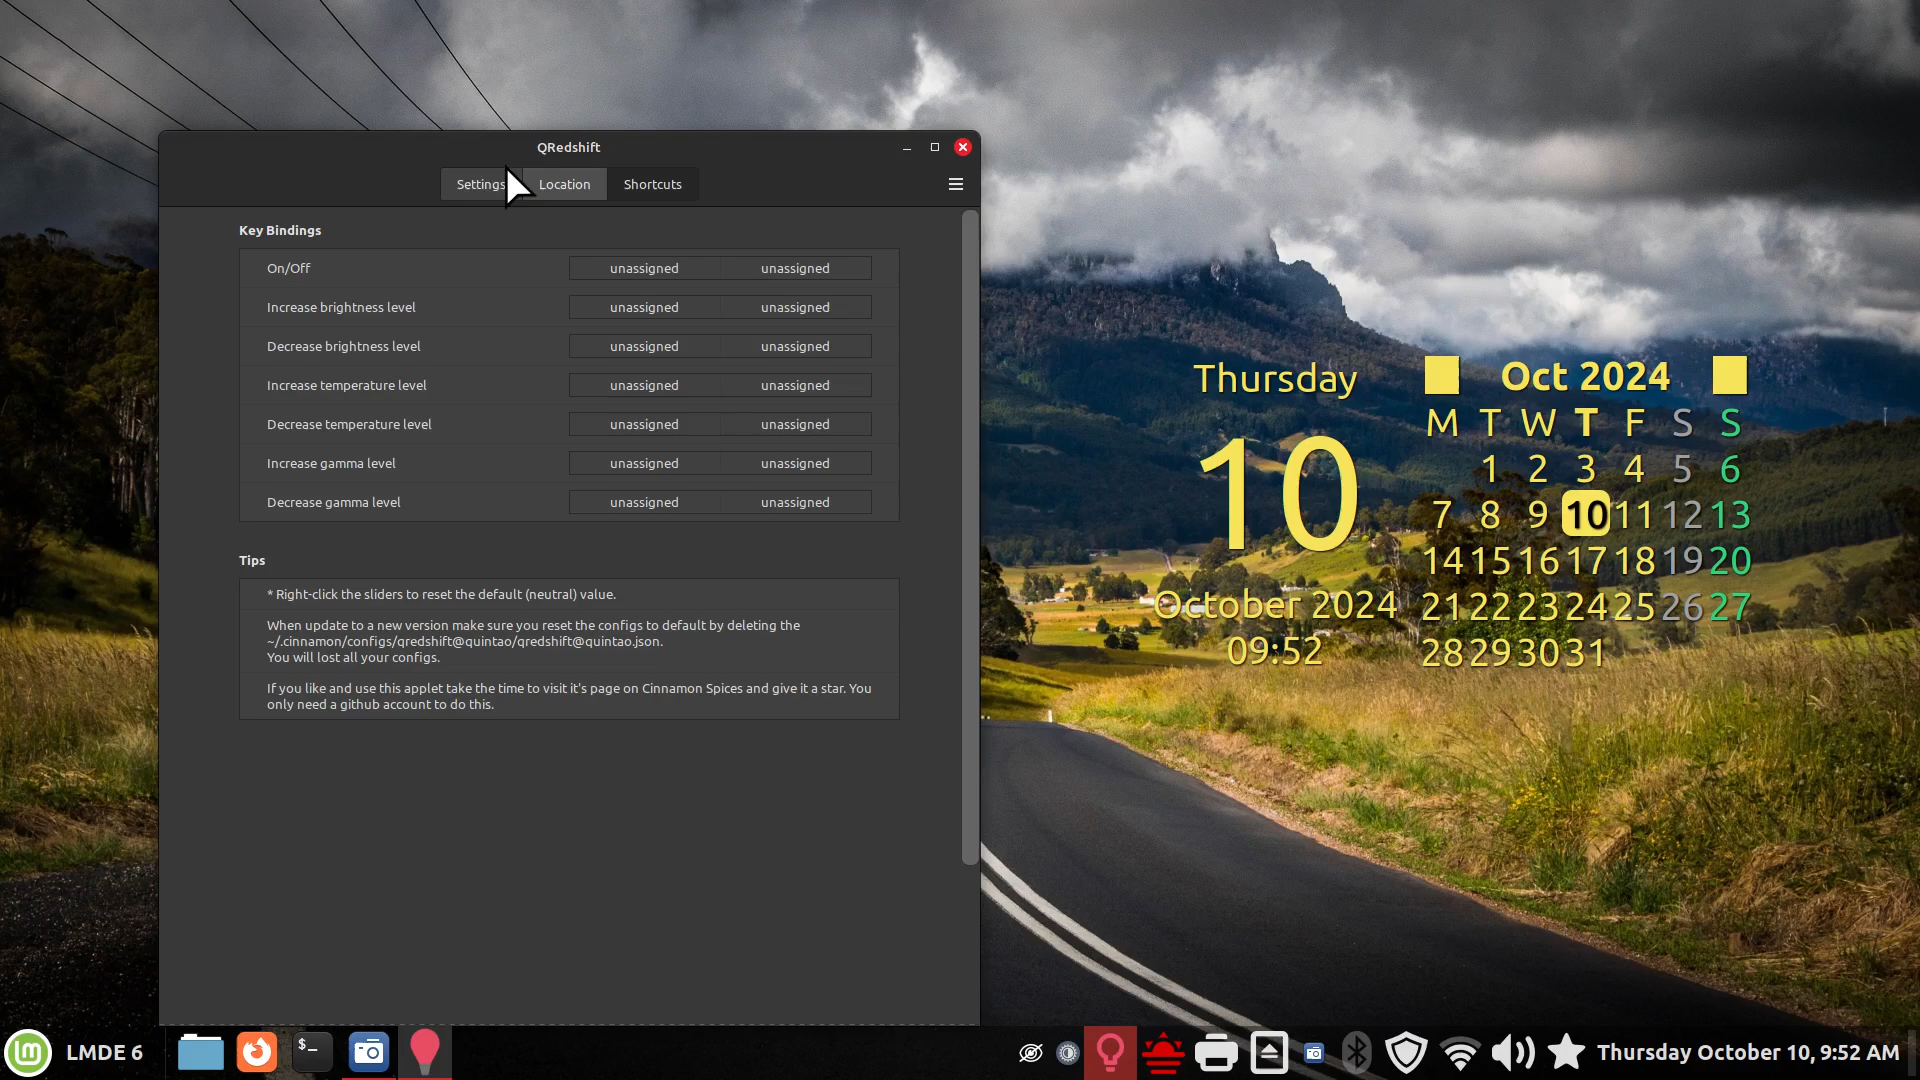 QRedshift
Settings Location Shortcuts
Key Bindings
On/Off unassigned unassigned
Increase brightness level unassigned unassigned
Decrease brightness level unassigned unassigned
Increase temperature level unassigned unassigned
Decrease temperature level unassigned unassigned
Increase gamma level unassigned unassigned
Decrease gamma level unassigned unassigned
Tips
* Right-click the sliders to reset the default (neutral) value.
When update to a new version make sure you reset the configs to default by deleting the
~/.cinnamon/configs/qredshift@quintao/qredshift@quintao.json.
You will lost all your configs.
If you like and use this applet take the time to visit it's page on Cinnamon Spices and give it a star. You
only need a github account to do this.
Thursday
10
October 2024
09:52
Oct 2024
M T W T F S S
1 2 3 4 5 6
7 8 9 10 11 12 13
14 15 16 17 18 19 20
21 22 23 24 25 26 27
28 29 30 31
LMDE 6
$_
Thursday October 10, 9:52 AM